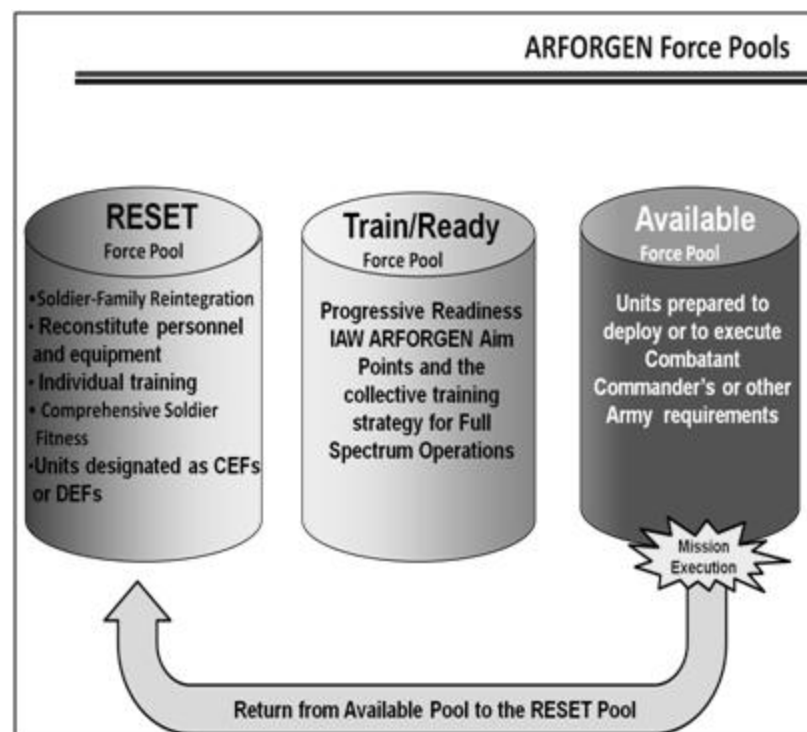 ARFORGEN Force Pools
RESET
Force Pool
•Soldier-Family Reintegration
• Reconstitute personnel
and equipment
• Individual training
• Comprehensive Soldier
Fitness
•Units designated as CEFs
or DEFs
Train/Ready
Force Pool
Progressive Readiness
IAW ARFORGEN Aim
Points and the
collective training
strategy for Full
Spectrum Operations
Available
Force Pool
Units prepared to
deploy or to execute
Combatant
Commander's or other
Army requirements
Mission
Execution
Return from Available Pool to the RESET Pool